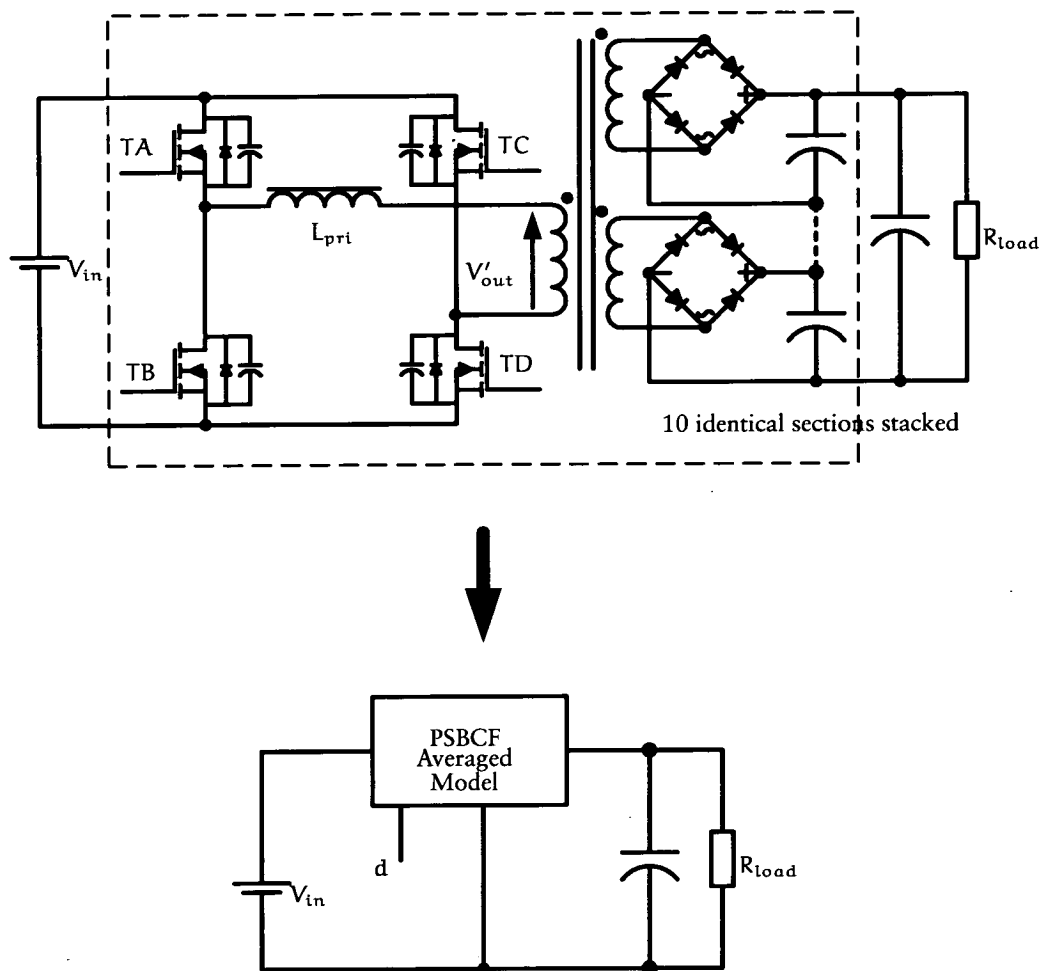 TA
TC
L_pri
V'_out
V_in
R_load
TB
TD
10 identical sections stacked
PSBCF
Averaged
Model
d
V_in
R_load